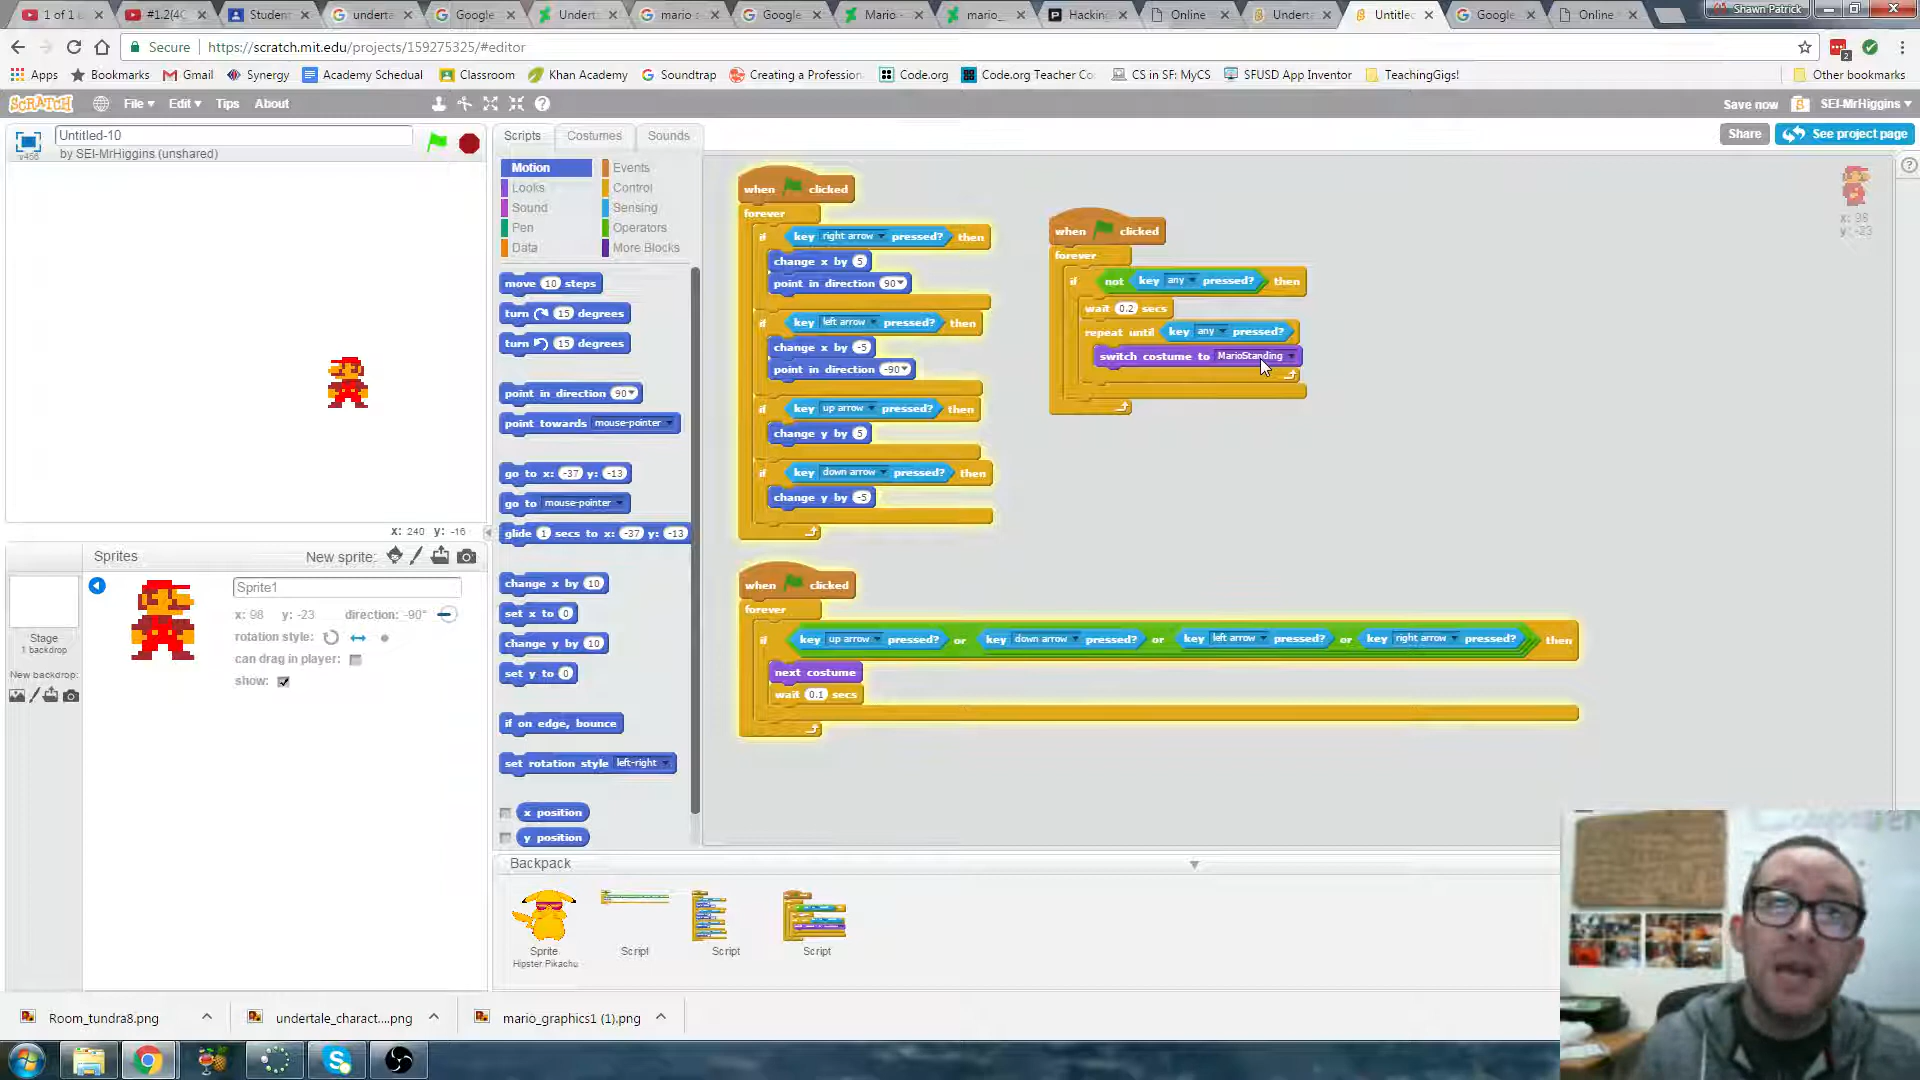 1 of 1
#1.2(4C
Student
underta
Google
Undert
mario s
Google
Mario -
mario_
Hacking
Online
Undert
Untitle
Google
Online
Shawn Patrick
Secure
https://scratch.mit.edu/projects/159275325/#editor
2
Apps
Bookmarks
Gmail
Synergy
Academy Schedual
Classroom
Khan Academy
Soundtrap
Creating a Profession
Code.org
Code.org Teacher Co
CS in SF: MyCS
SFUSD App Inventor
TeachingGigs!
Other bookmarks
SCRATCH
File
Edit
Tips
About
Save now
SEI-MrHiggins
Untitled-10
by SEI-MrHiggins (unshared)
v456
Scripts
Costumes
Sounds
Share
See project page
Motion
Looks
Sound
Pen
Data
Events
Control
Sensing
Operators
More Blocks
move 10 steps
turn 15 degrees
turn 15 degrees
point in direction 90
point towards mouse-pointer
go to x: -37 y: -13
go to mouse-pointer
glide 1 secs to x: -37 y: -13
change x by 10
set x to 0
change y by 10
set y to 0
if on edge, bounce
set rotation style left-right
x position
y position
when clicked
forever
if key right arrow pressed? then
change x by 5
point in direction 90
if key left arrow pressed? then
change x by -5
point in direction -90
if key up arrow pressed? then
change y by 5
if key down arrow pressed? then
change y by -5
when clicked
forever
if not key any pressed? then
wait 0.2 secs
repeat until key any pressed?
switch costume to MarioStanding
when clicked
forever
if key up arrow pressed? or key down arrow pressed? or key left arrow pressed? or key right arrow pressed? then
next costume
wait 0.1 secs
x: 98
y: -23
x: 240 y: -16
Sprites
New sprite:
Stage
1 backdrop
New backdrop:
Sprite1
x: 98 y: -23 direction: -90°
rotation style:
can drag in player:
show:
Backpack
Sprite
Hipster Pikachu
Script
Script
Script
Room_tundra8.png
undertale_charact....png
mario_graphics1 (1).png